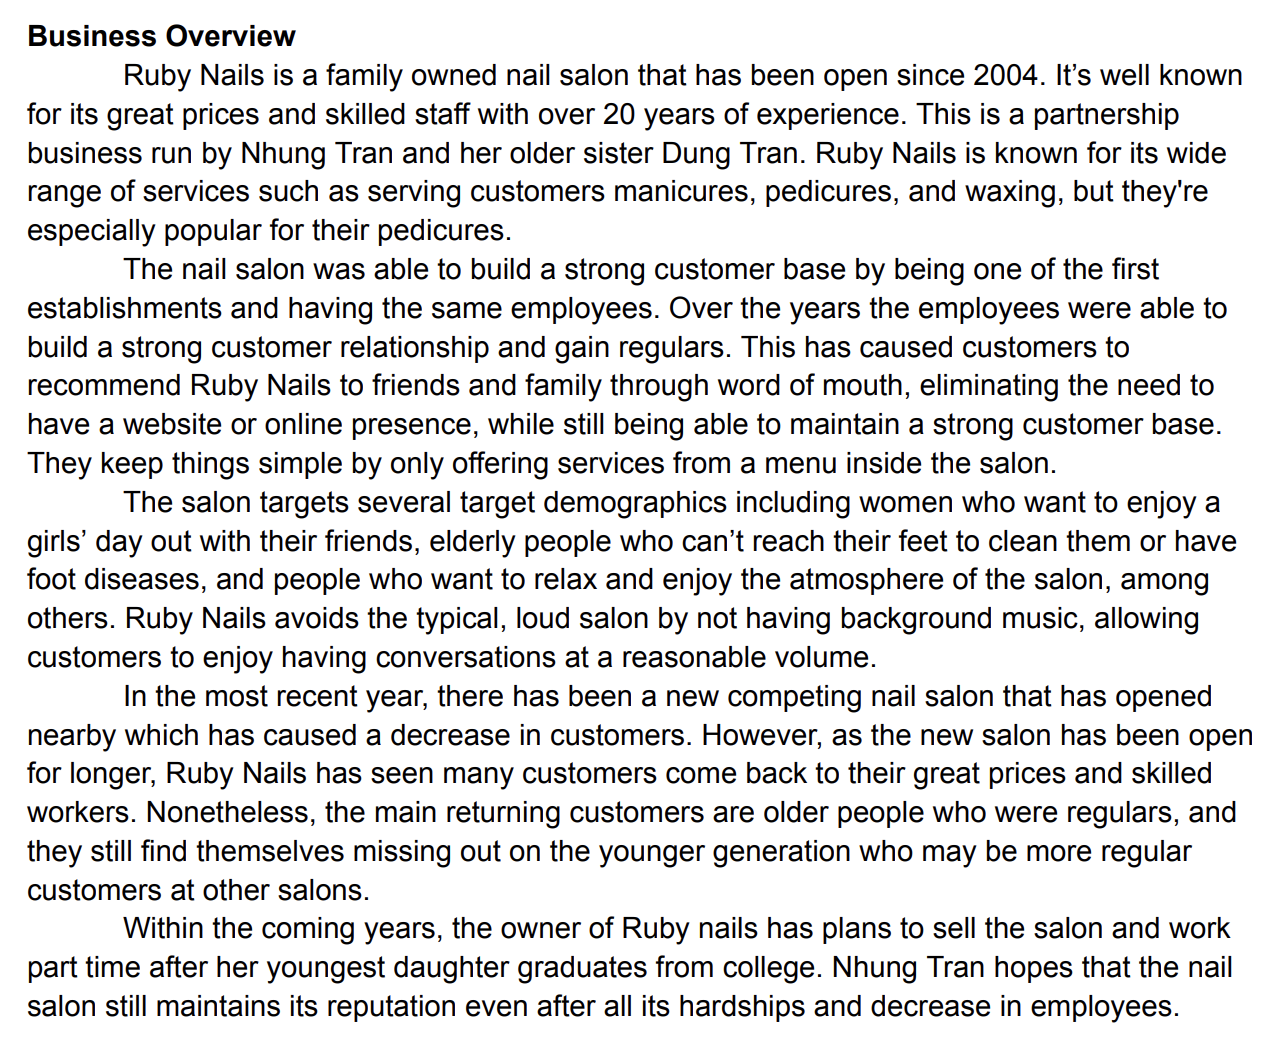 Business Overview
Ruby Nails is a family owned nail salon that has been open since 2004. It’s well known
for its great prices and skilled staff with over 20 years of experience. This is a partnership
business run by Nhung Tran and her older sister Dung Tran. Ruby Nails is known for its wide
range of services such as serving customers manicures, pedicures, and waxing, but they're
especially popular for their pedicures.
The nail salon was able to build a strong customer base by being one of the first
establishments and having the same employees. Over the years the employees were able to
build a strong customer relationship and gain regulars. This has caused customers to
recommend Ruby Nails to friends and family through word of mouth, eliminating the need to
have a website or online presence, while still being able to maintain a strong customer base.
They keep things simple by only offering services from a menu inside the salon.
The salon targets several target demographics including women who want to enjoy a
girls’ day out with their friends, elderly people who can’t reach their feet to clean them or have
foot diseases, and people who want to relax and enjoy the atmosphere of the salon, among
others. Ruby Nails avoids the typical, loud salon by not having background music, allowing
customers to enjoy having conversations at a reasonable volume.
In the most recent year, there has been a new competing nail salon that has opened
nearby which has caused a decrease in customers. However, as the new salon has been open
for longer, Ruby Nails has seen many customers come back to their great prices and skilled
workers. Nonetheless, the main returning customers are older people who were regulars, and
they still find themselves missing out on the younger generation who may be more regular
customers at other salons.
Within the coming years, the owner of Ruby nails has plans to sell the salon and work
part time after her youngest daughter graduates from college. Nhung Tran hopes that the nail
salon still maintains its reputation even after all its hardships and decrease in employees.